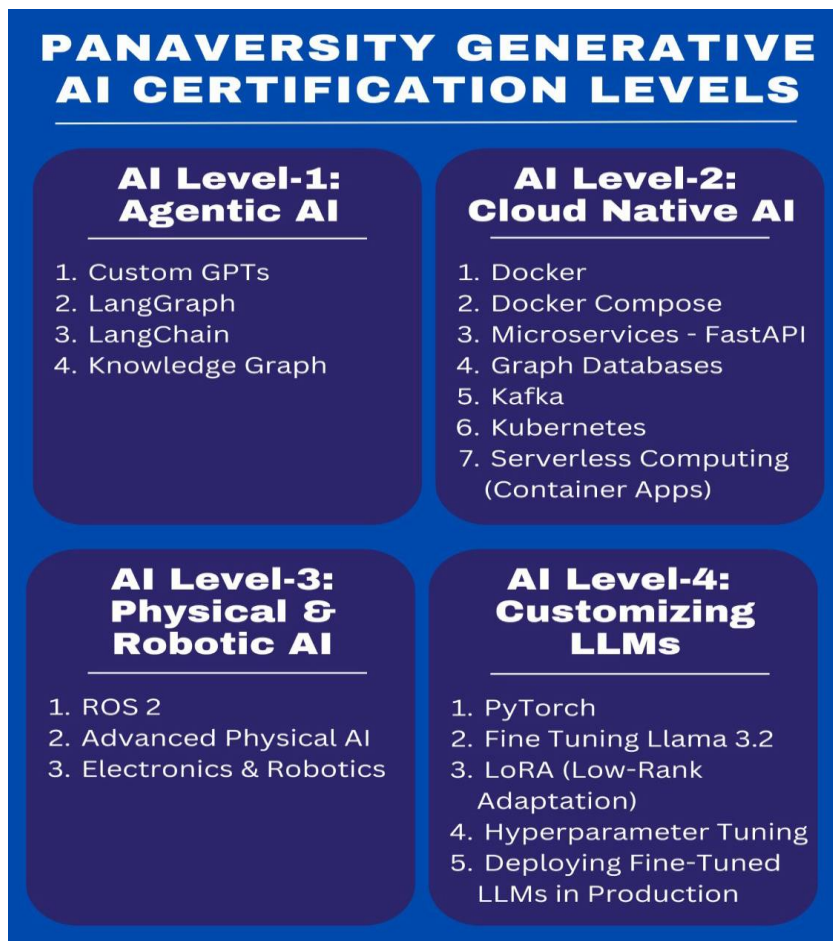 PANAVERSITY GENERATIVE
AI CERTIFICATION LEVELS
AI Level-1:
Agentic AI
1. Custom GPTs
2. LangGraph
3. LangChain
4. Knowledge Graph
AI Level-2:
Cloud Native AI
1. Docker
2. Docker Compose
3. Microservices - FastAPI
4. Graph Databases
5. Kafka
6. Kubernetes
7. Serverless Computing
(Container Apps)
AI Level-3:
Physical &
Robotic AI
1. ROS 2
2. Advanced Physical AI
3. Electronics & Robotics
AI Level-4:
Customizing
LLMs
1. PyTorch
2. Fine Tuning Llama 3.2
3. LoRA (Low-Rank
Adaptation)
4. Hyperparameter Tuning
5. Deploying Fine-Tuned
LLMs in Production